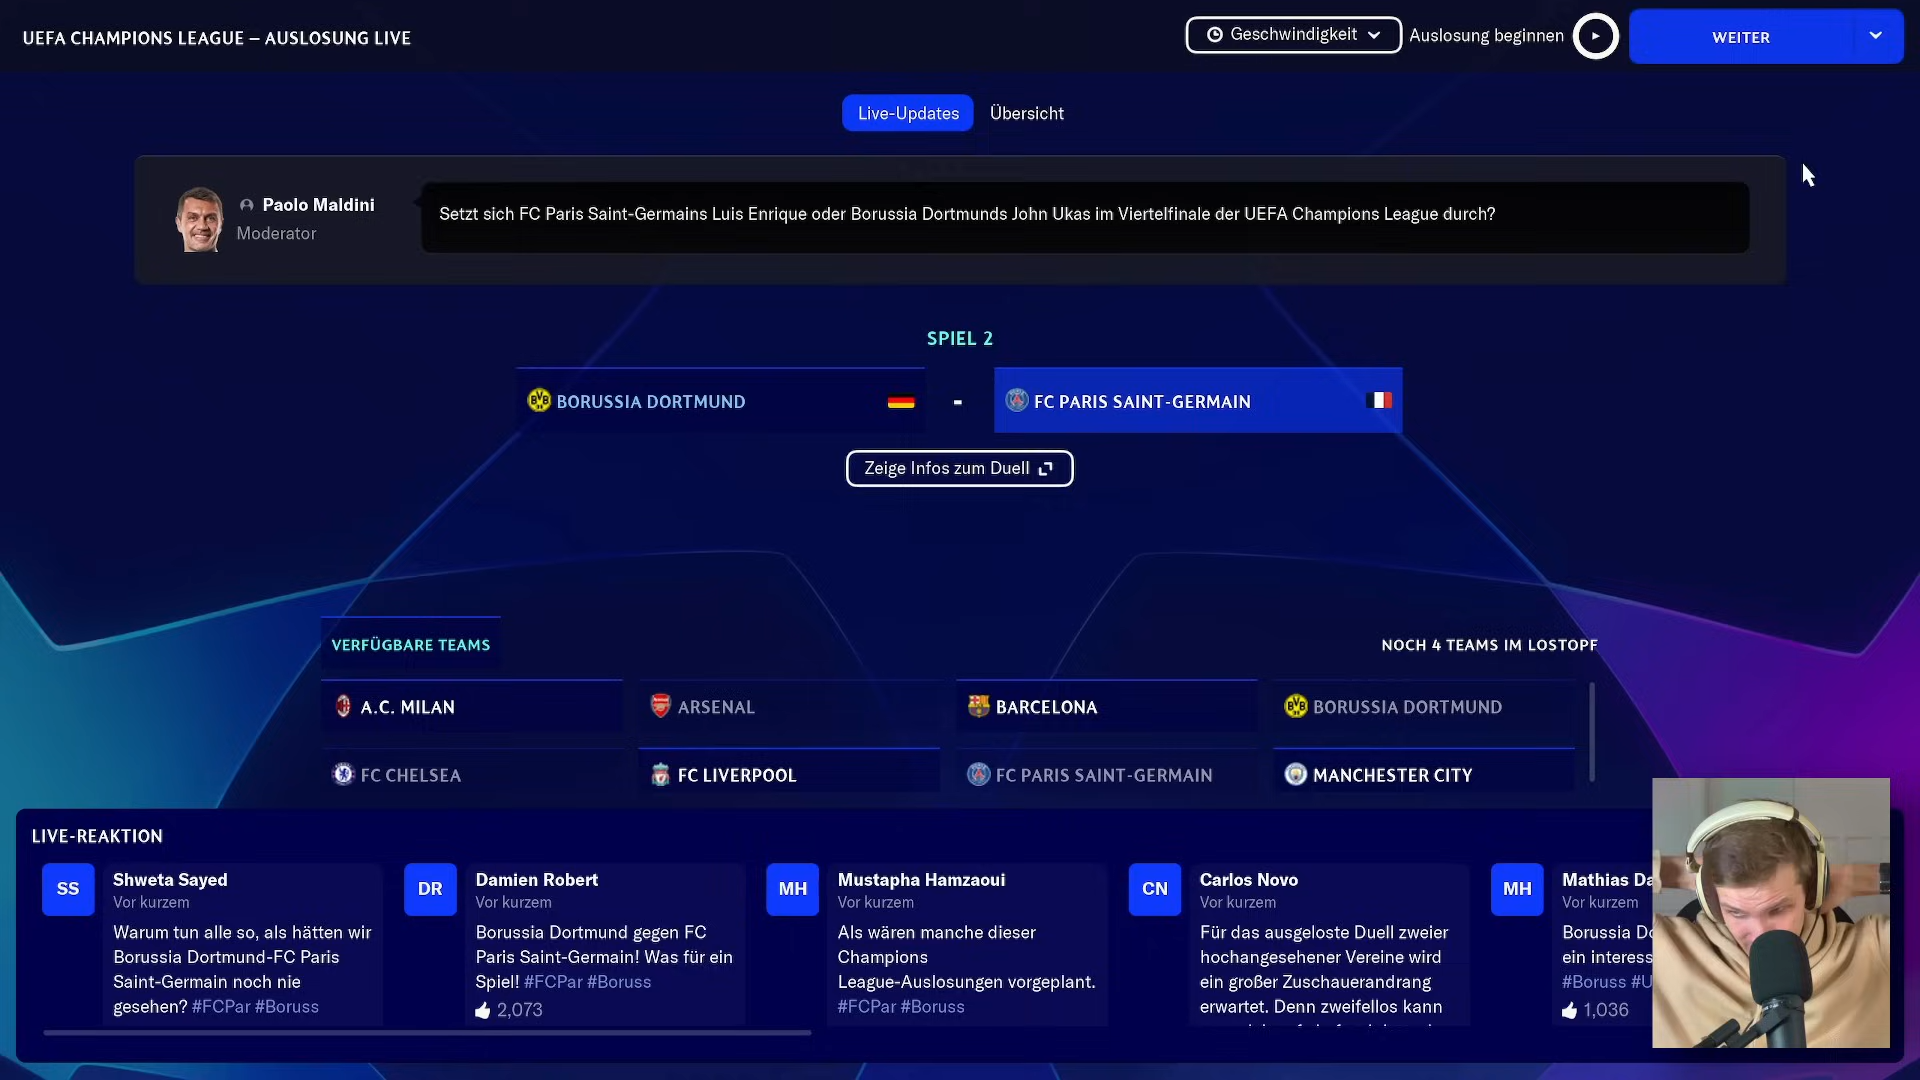 UEFA CHAMPIONS LEAGUE – AUSLOSUNG LIVE
Geschwindigkeit
Auslosung beginnen
WEITER
Live-Updates
Übersicht
Paolo Maldini
Moderator
Setzt sich FC Paris Saint-Germains Luis Enrique oder Borussia Dortmunds John Ukas im Viertelfinale der UEFA Champions League durch?
SPIEL 2
BORUSSIA DORTMUND
-
FC PARIS SAINT-GERMAIN
Zeige Infos zum Duell
VERFÜGBARE TEAMS
NOCH 4 TEAMS IM LOSTOPF
A.C. MILAN
ARSENAL
BARCELONA
BORUSSIA DORTMUND
FC CHELSEA
FC LIVERPOOL
FC PARIS SAINT-GERMAIN
MANCHESTER CITY
LIVE-REAKTION
SS
Shweta Sayed
Vor kurzem
Warum tun alle so, als hätten wir
Borussia Dortmund-FC Paris
Saint-Germain noch nie
gesehen? #FCPar #Boruss
DR
Damien Robert
Vor kurzem
Borussia Dortmund gegen FC
Paris Saint-Germain! Was für ein
Spiel! #FCPar #Boruss
2,073
MH
Mustapha Hamzaoui
Vor kurzem
Als wären manche dieser
Champions
League-Auslosungen vorgeplant.
#FCPar #Boruss
CN
Carlos Novo
Vor kurzem
Für das ausgeloste Duell zweier
hochangesehener Vereine wird
ein großer Zuschauerandrang
erwartet. Denn zweifellos kann
MH
Mathias Da
Vor kurzem
Borussia Do
ein interess
#Boruss #U
1,036